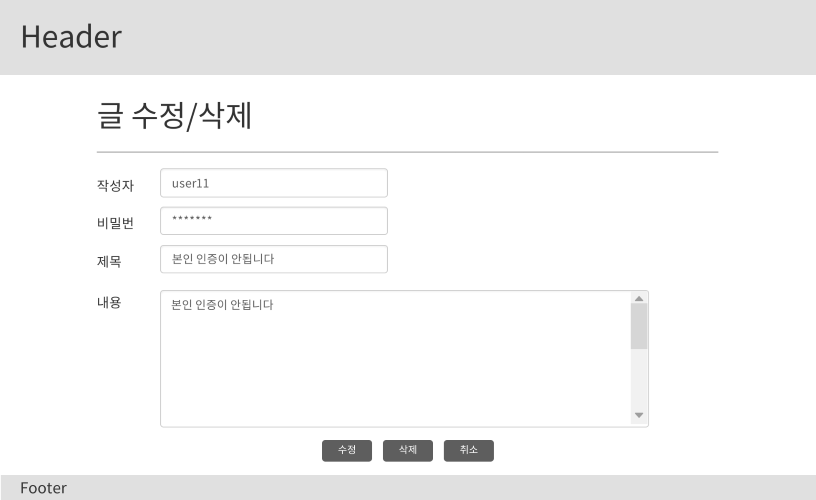 Header
글 수정/삭제
작성자 user11
비밀번 *******
제목 본인 인증이 안됩니다
내용 본인 인증이 안됩니다
수정 삭제 취소
Footer